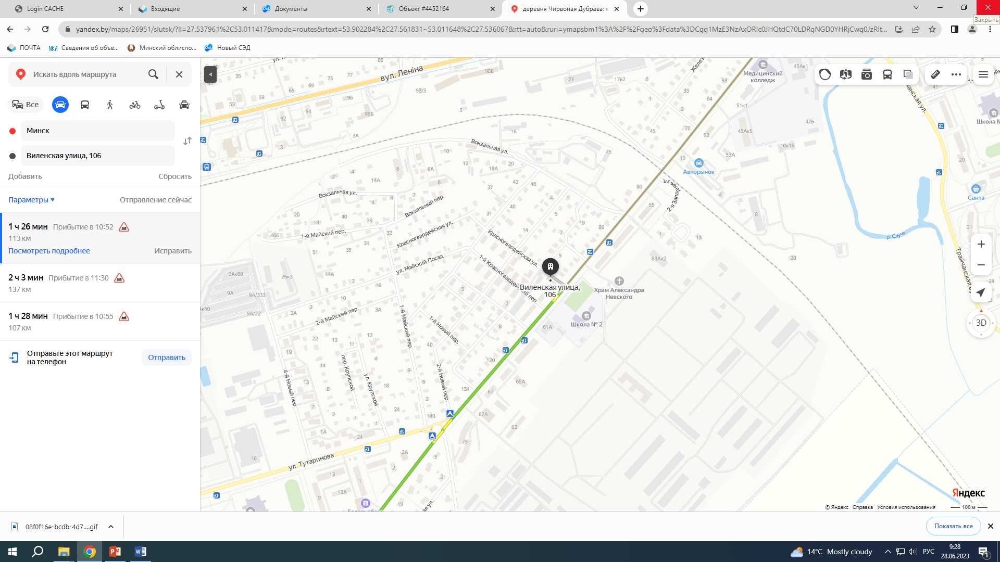 Login CACHE
Входящие
Документы
Объект #4452164
деревня Чирвоная Дубрава: к
Закрыть
yandex.by/maps/26951/slutsk/?ll=27.537961%2C53.011417&mode=routes&rtext=53.902284%2C27.561831~53.011648%2C27.536067&rtt=auto&ruri=ymapsbm1%3A%2F%2Fgeo%3Fdata%3DCgg1MzE3NzAxORIc0JHQtdC70LDRgNGD0YHRjCwg0JzRlt...
ПОЧТА
NKA
Сведения об объе...
Минский облиспо...
Новый СЭД
Искать вдоль маршрута
Все
Минск
Виленская улица, 106
Добавить
Сбросить
Параметры
Отправление сейчас
1 ч 26 мин Прибытие в 10:52
113 км
Посмотреть подробнее
Исправить
2 ч 3 мин Прибытие в 11:30
137 км
1 ч 28 мин Прибытие в 10:55
107 км
Отправьте этот маршрут
на телефон
Отправить
вул. Леніна
Медицинский
колледж
Вокзальная ул.
Авторынок
Санта
Вокзальная ул.
Вокзальный пер.
2-я Запад
1-й Майский пер.
Красногвардейская ул.
Красногвардейская ул.
ул. Майский Посад
1-й Красногвардейский пер.
р. Случь
Виленская улица,
106
Храм Александра
Невского
Школа № 2
2-й Майский пер.
1-й Майский пер.
1-й Новый пер.
пер. Крупской
ул. Крупской
2-й Новый пер.
4-й Новый пер.
ул. Тутаринова
3D
Яндекс
© Яндекс Справка Условия использования
100 м
08f0f16e-bcdb-4d7....gif
Показать все
14°C Mostly cloudy
РУС
9:28
28.06.2023